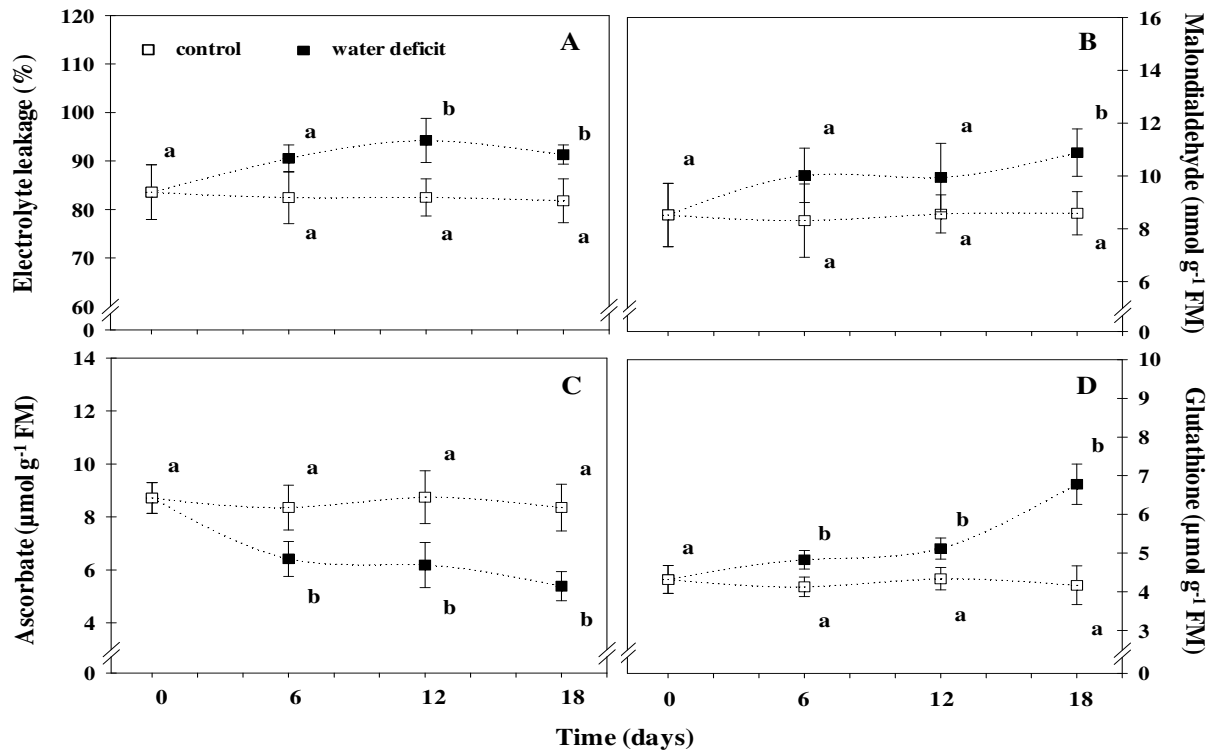 120
110
100
90
80
70
60
0
Electrolyte leakage (%)
A
control
water deficit
a
a
b
b
a
a
a
B
a
a
a
b
a
a
a
16
14
12
10
8
6
0
Malondialdehyde (nmol g-1 FM)
14
12
10
8
6
4
0
Ascorbate (μmol g-1 FM)
C
a
a
a
a
b
b
b
0
6
12
18
D
a
b
b
b
a
a
a
0
6
12
18
10
9
8
7
6
5
4
3
0
Glutathione (μmol g-1 FM)
Time (days)